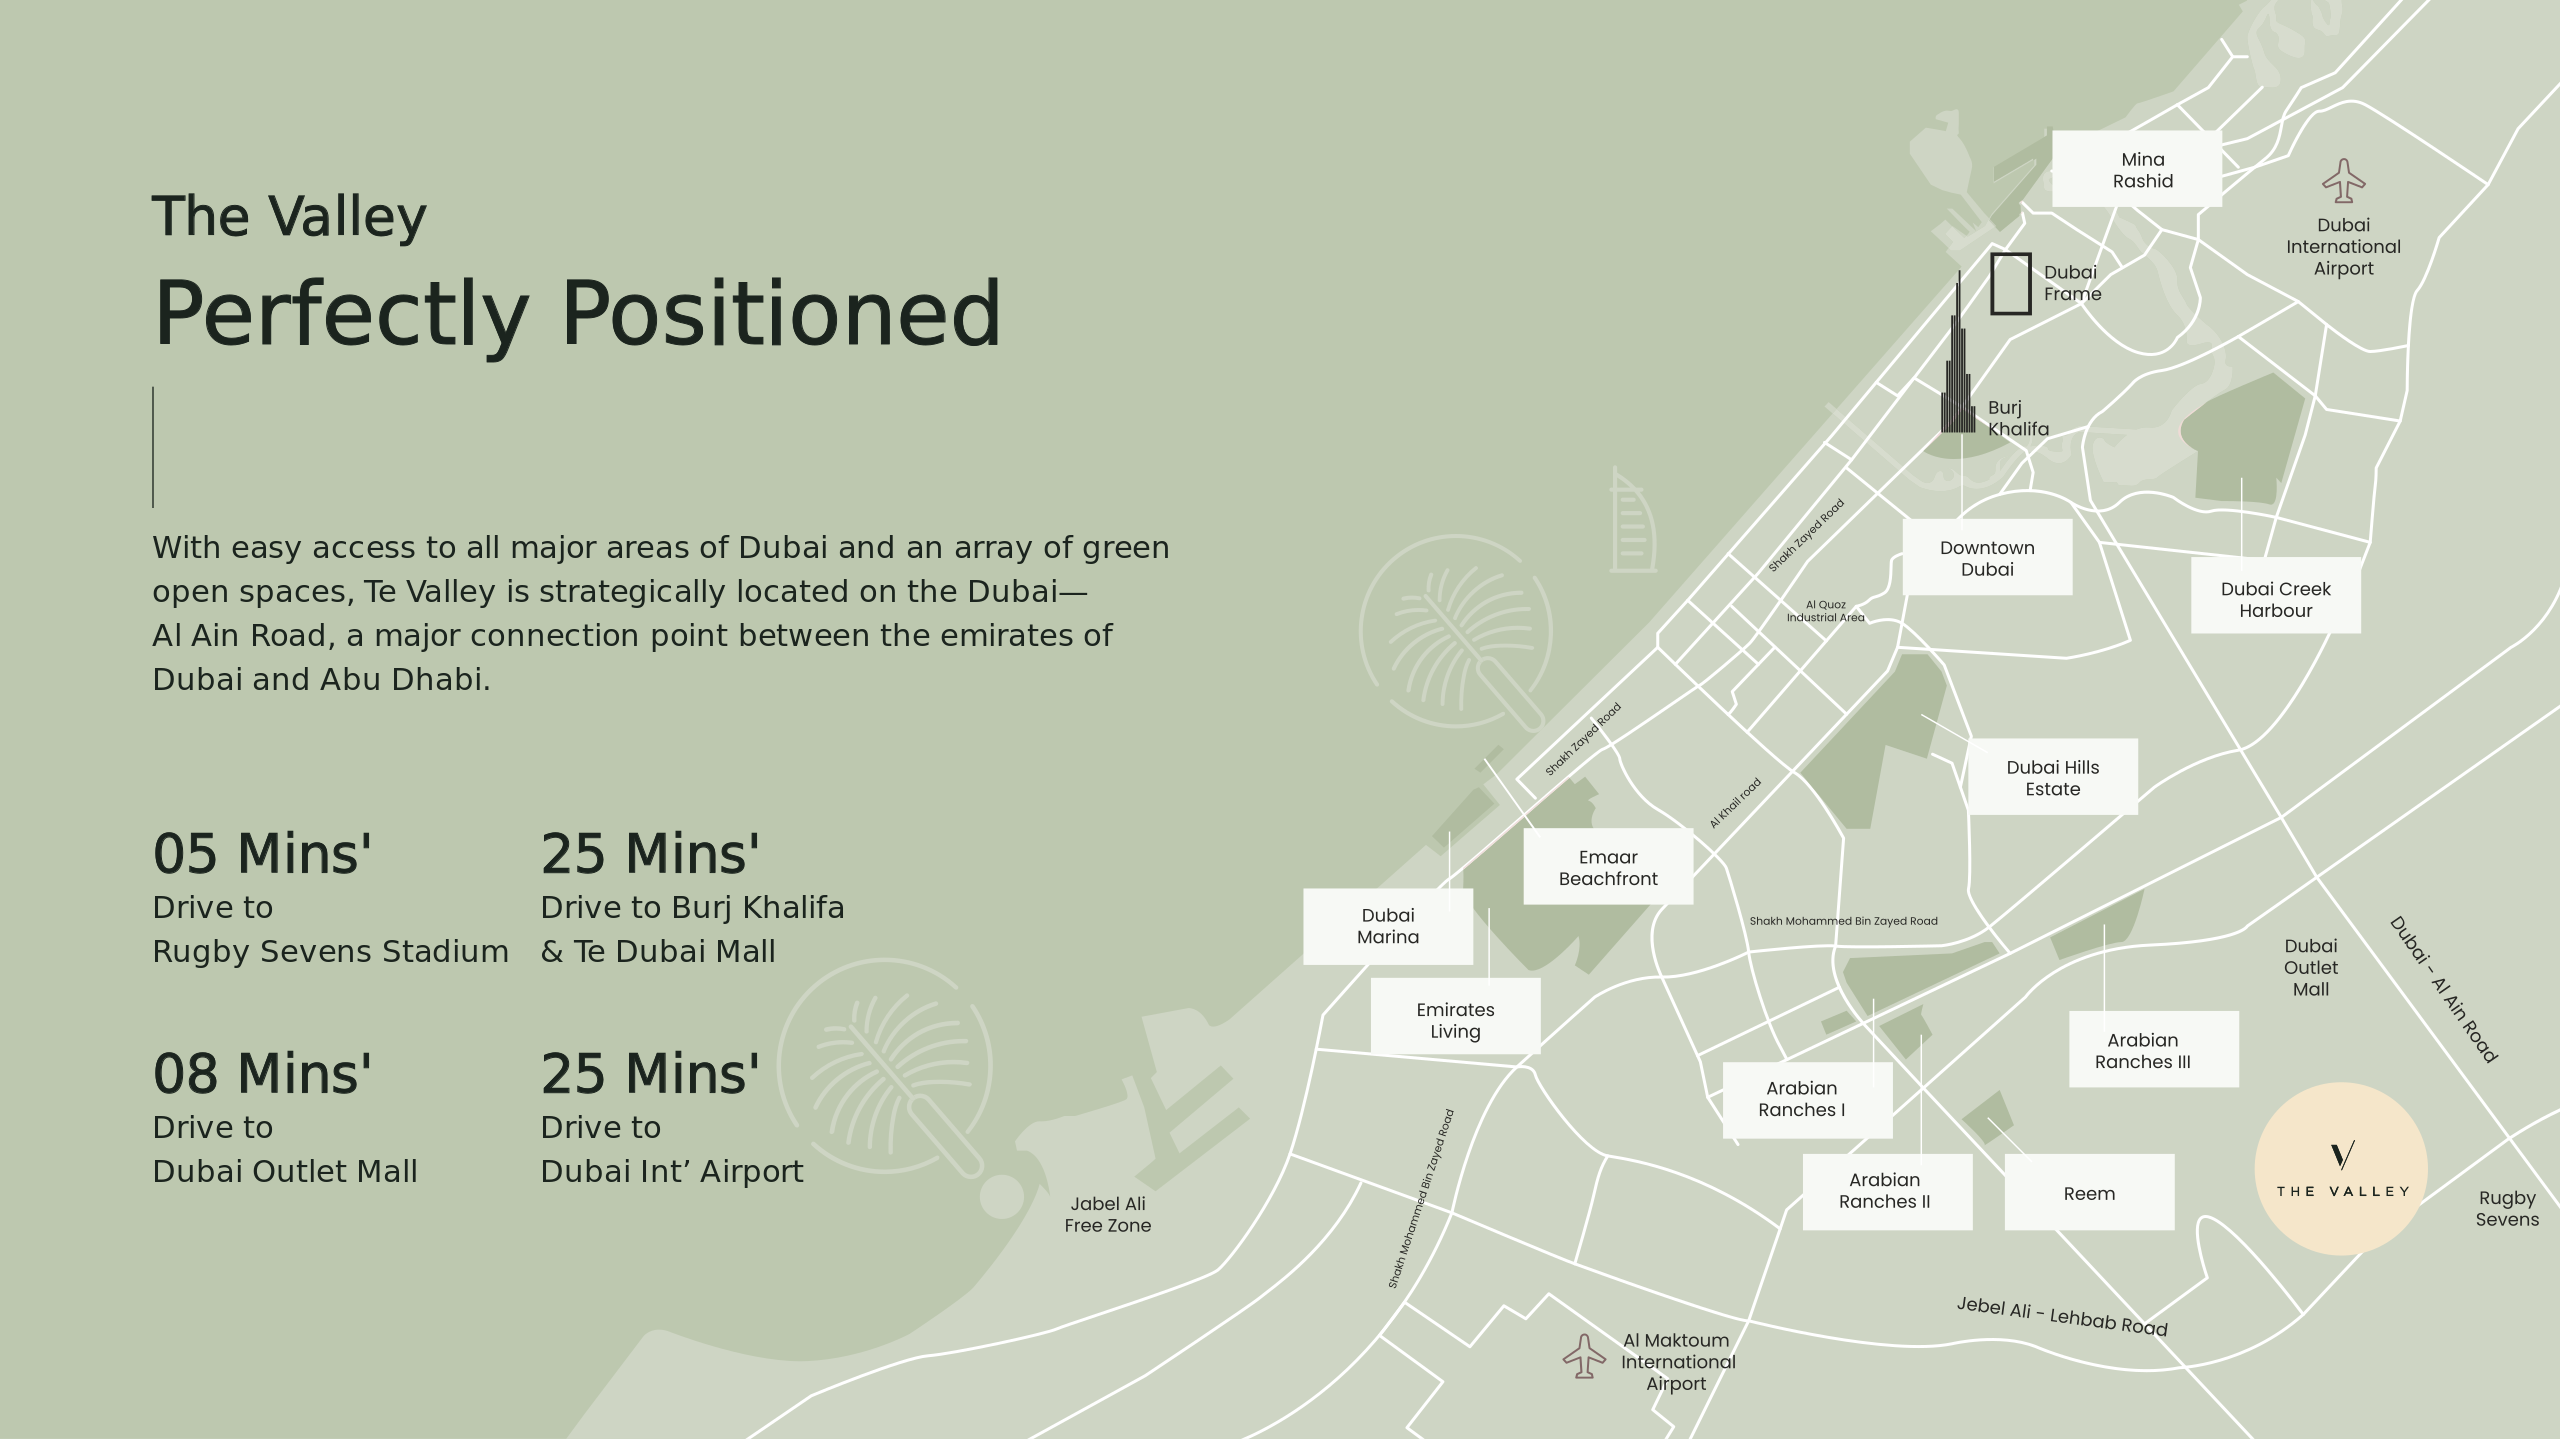 The Valley
Perfectly Positioned
With easy access to all major areas of Dubai and an array of green
open spaces, Te Valley is strategically located on the Dubai—
Al Ain Road, a major connection point between the emirates of
Dubai and Abu Dhabi.
05 Mins'
Drive to
Rugby Sevens Stadium
25 Mins'
Drive to Burj Khalifa
& Te Dubai Mall
08 Mins'
Drive to
Dubai Outlet Mall
25 Mins'
Drive to
Dubai Int’ Airport
Mina
Rashid
Dubai
International
Airport
Dubai
Frame
Burj
Khalifa
Shakh Zayed Road
Downtown
Dubai
Dubai Creek
Harbour
Al Quoz
Industrial Area
Shakh Zayed Road
Dubai Hills
Estate
Al Khail road
Emaar
Beachfront
Dubai
Marina
Shakh Mohammed Bin Zayed Road
Dubai
Outlet
Mall
Dubai - Al Ain Road
Emirates
Living
Arabian
Ranches III
Arabian
Ranches I
Shakh Mohammed Bin Zayed Road
Arabian
Ranches II
Reem
THE VALLEY
Rugby
Sevens
Jabel Ali
Free Zone
Jebel Ali - Lehbab Road
Al Maktoum
International
Airport